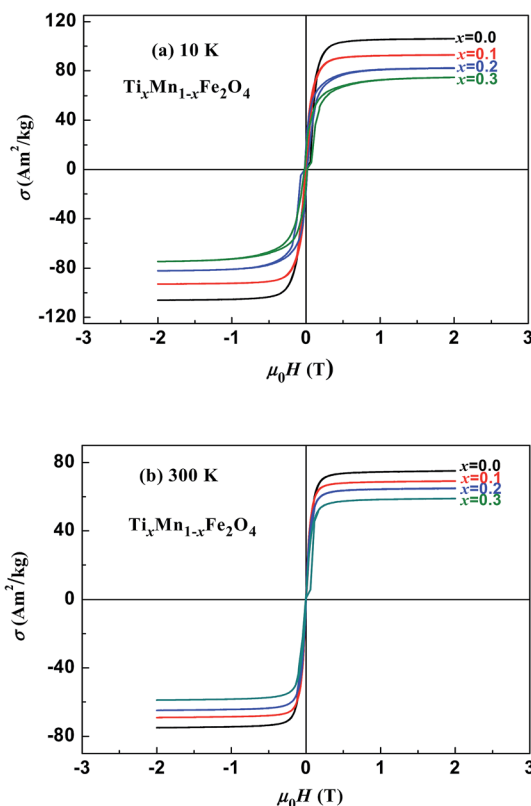 120
80
40
0
-40
-80
-120
σ (Am²/kg)
(a) 10 K
TiₓMn₁₋ₓFe₂O₄
x=0.0
x=0.1
x=0.2
x=0.3
-3 -2 -1 0 1 2 3
μ₀H (T)
80
40
0
-40
-80
σ (Am²/kg)
(b) 300 K
TiₓMn₁₋ₓFe₂O₄
x=0.0
x=0.1
x=0.2
x=0.3
-3 -2 -1 0 1 2 3
μ₀H (T)